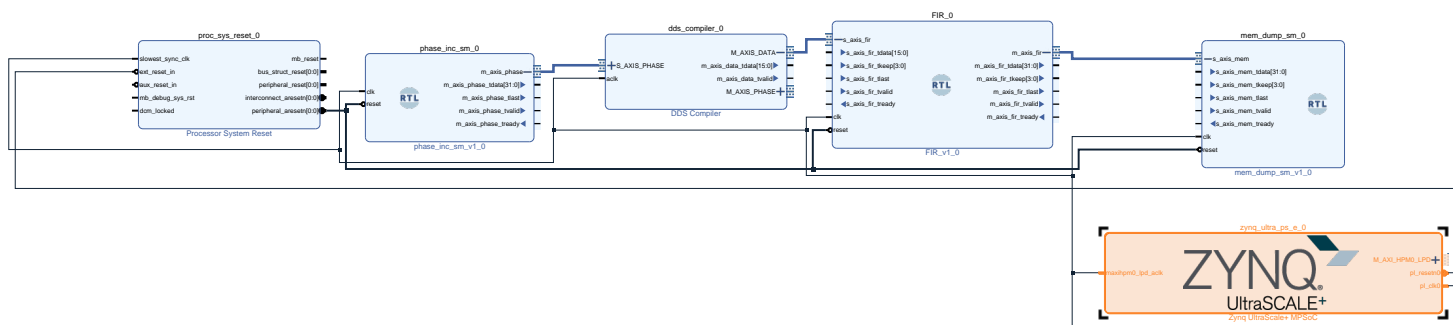 proc_sys_reset_0
slowest_sync_clk
ext_reset_in
aux_reset_in
mb_debug_sys_rst
dcm_locked
mb_reset
bus_struct_reset[0:0]
peripheral_reset[0:0]
interconnect_aresetn[0:0]
peripheral_aresetn[0:0]
Processor System Reset
phase_inc_sm_0
clk
reset
RTL
m_axis_phase
m_axis_phase_tdata[31:0]
m_axis_phase_tlast
m_axis_phase_tvalid
m_axis_phase_tready
phase_inc_sm_v1_0
dds_compiler_0
S_AXIS_PHASE
aclk
M_AXIS_DATA
m_axis_data_tdata[15:0]
m_axis_data_tvalid
M_AXIS_PHASE
DDS Compiler
FIR_0
s_axis_fir
s_axis_fir_tdata[15:0]
s_axis_fir_tkeep[3:0]
s_axis_fir_tlast
s_axis_fir_tvalid
s_axis_fir_tready
clk
reset
RTL
m_axis_fir
m_axis_fir_tdata[31:0]
m_axis_fir_tkeep[3:0]
m_axis_fir_tlast
m_axis_fir_tvalid
m_axis_fir_tready
FIR_v1_0
mem_dump_sm_0
s_axis_mem
s_axis_mem_tdata[31:0]
s_axis_mem_tkeep[3:0]
s_axis_mem_tlast
s_axis_mem_tvalid
s_axis_mem_tready
clk
reset
RTL
mem_dump_sm_v1_0
zynq_ultra_ps_e_0
maxihpm0_lpd_aclk
ZYNQ
UltraSCALE+
M_AXI_HPM0_LPD
pl_resetn0
pl_clk0
Zynq UltraScale+ MPSoC